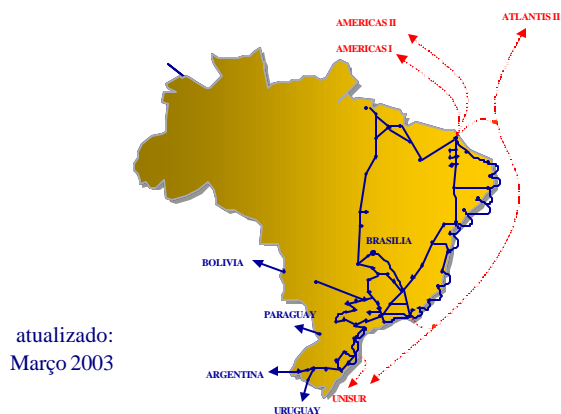 AMERICAS II
ATLANTIS II
AMERICAS I
BRASILIA
BOLIVIA
PARAGUAY
atualizado:
Março 2003
ARGENTINA
UNISUR
URUGUAY